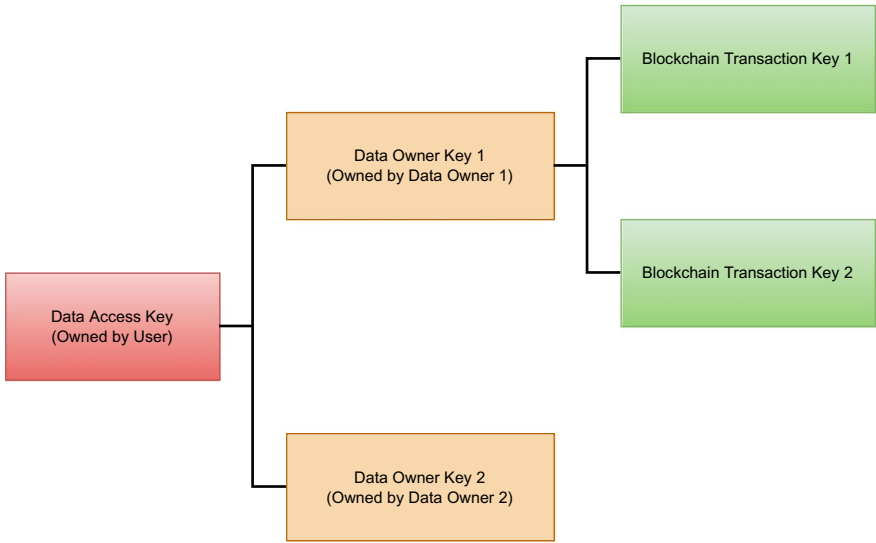 Blockchain Transaction Key 1
Data Owner Key 1
(Owned by Data Owner 1)
Blockchain Transaction Key 2
Data Access Key
(Owned by User)
Data Owner Key 2
(Owned by Data Owner 2)